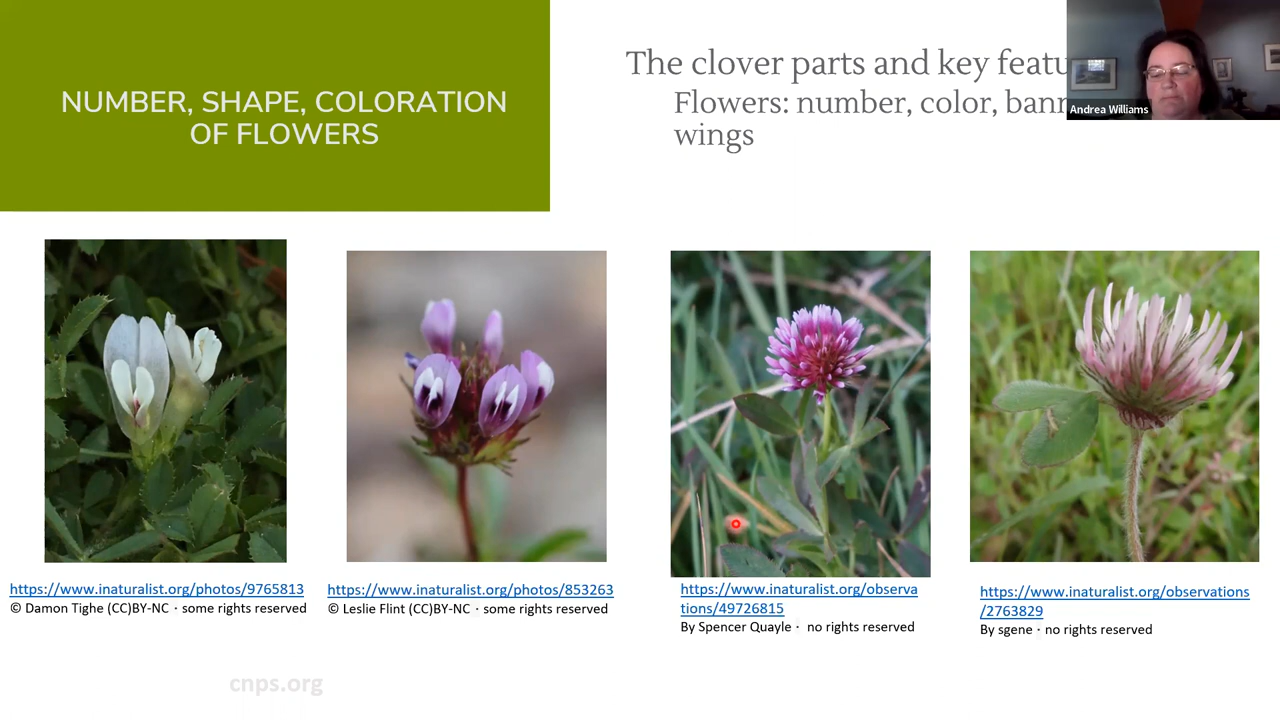 NUMBER, SHAPE, COLORATION
OF FLOWERS
The clover parts and key
Flowers: number, color,
wings
Andrea Williams
https://www.inaturalist.org/photos/9765813
© Damon Tighe (CC)BY-NC · some rights reserved
https://www.inaturalist.org/photos/853263
© Leslie Flint (CC)BY-NC · some rights reserved
https://www.inaturalist.org/observa
tions/49726815
By Spencer Quayle · no rights reserved
https://www.inaturalist.org/observations
/2763829
By sgene · no rights reserved
cnps.org